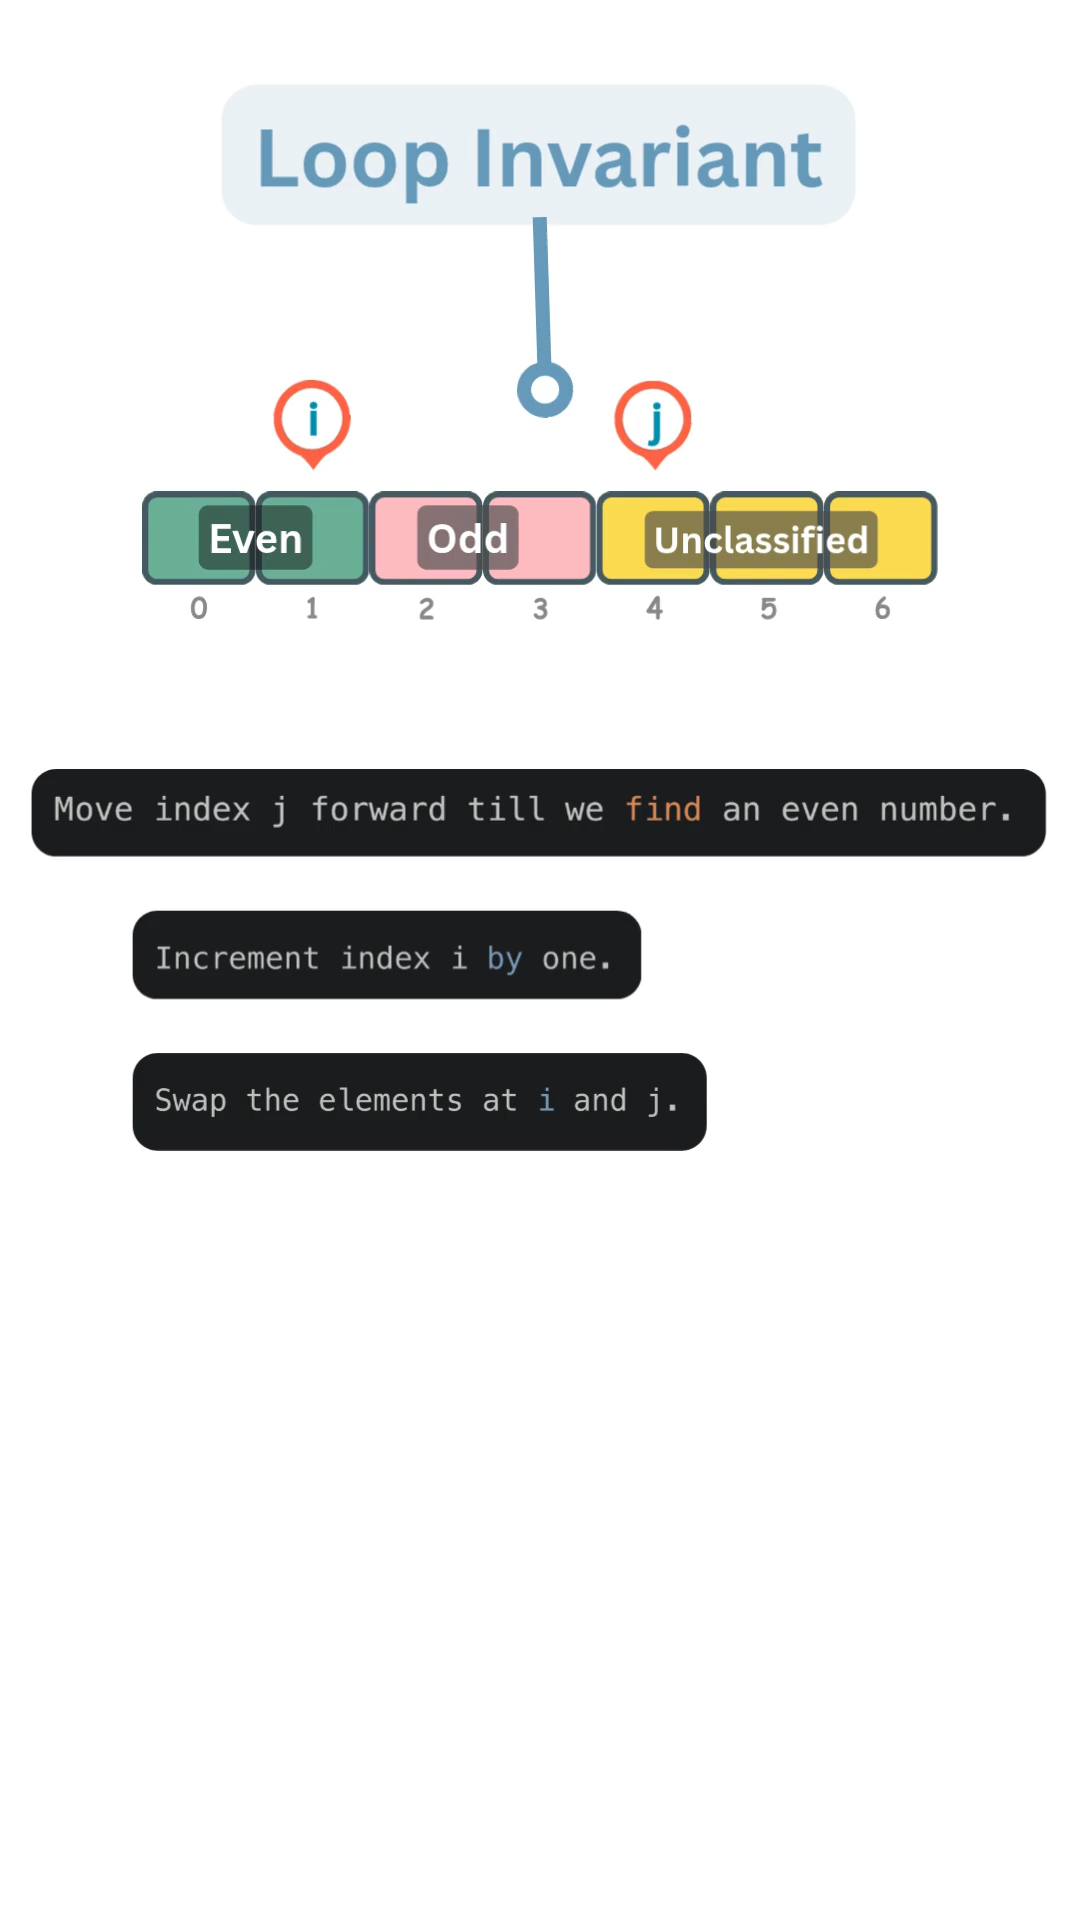 Loop Invariant
i j
Even Odd Unclassified
0 1 2 3 4 5 6
Move index j forward till we find an even number.
Increment index i by one.
Swap the elements at i and j.